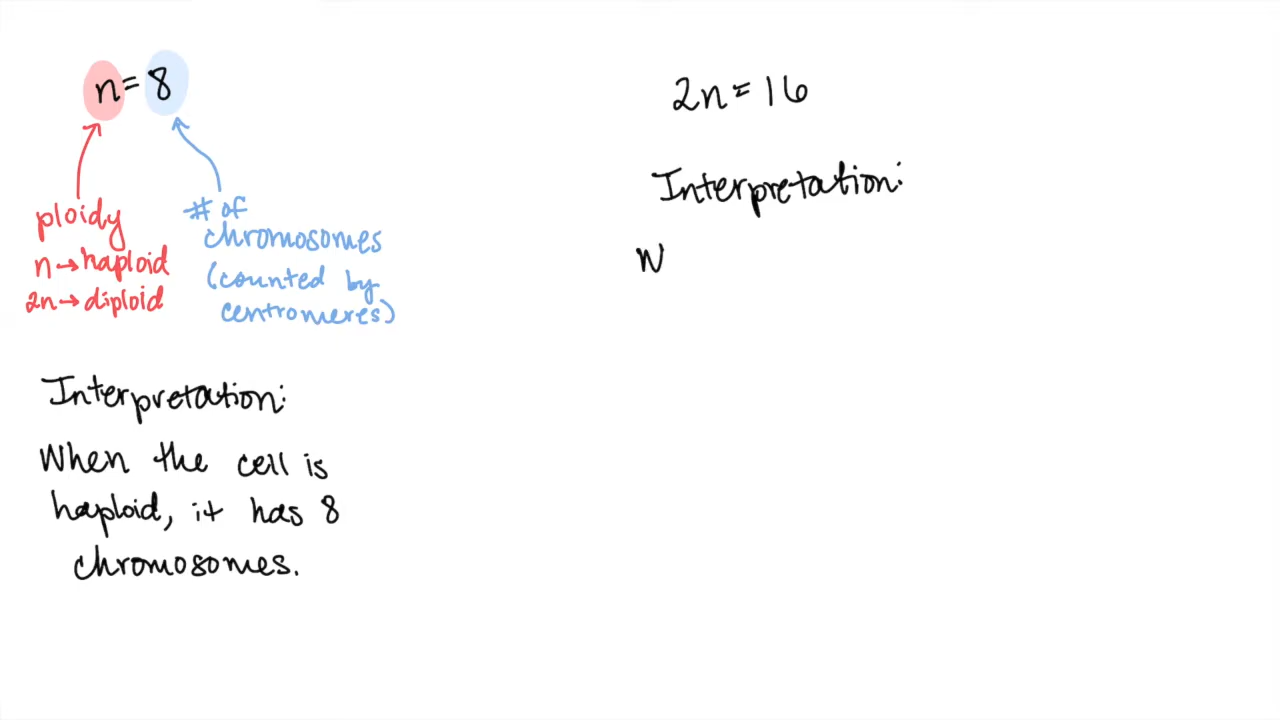 n = 8
ploidy
n → haploid
2n → diploid
# of
chromosomes
(counted by
centromeres)
Interpretation:
When the cell is
haploid, it has 8
chromosomes.
2n = 16
Interpretation:
W